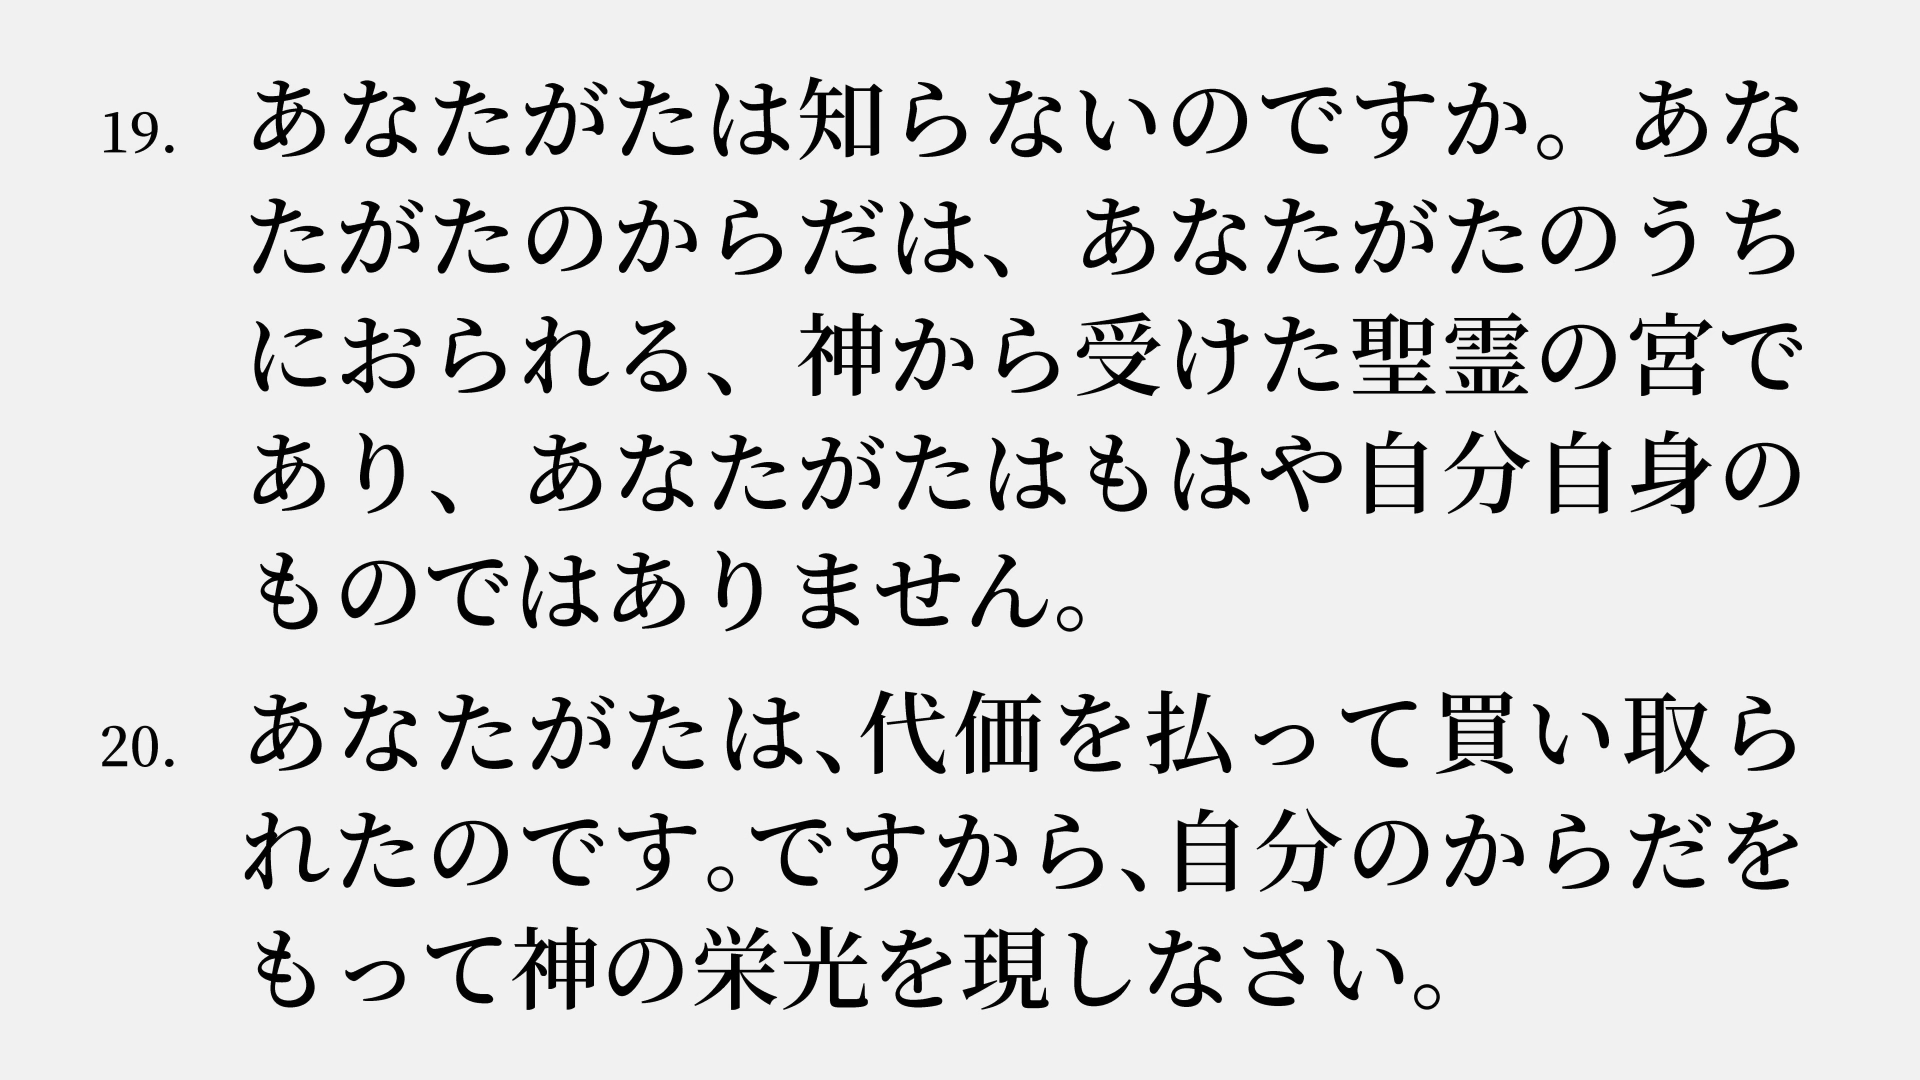 19. あなたがたは知らないのですか。あな
たがたのからだは、あなたがたのうち
におられる、神から受けた聖霊の宮で
あり、あなたがたはもはや自分自身の
ものではありません。
20. あなたがたは、代価を払って買い取ら
れたのです。ですから、自分のからだを
もって神の栄光を現しなさい。